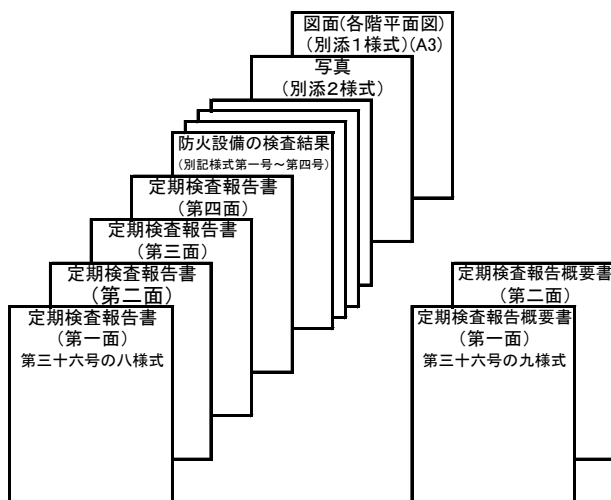 図面(各階平面図)
(別添1様式)(A3)
写真
(別添2様式)
防火設備の検査結果
(別記様式第一号～第四号)
定期検査報告書
(第四面)
定期検査報告書
(第三面)
定期検査報告書
(第二面)
定期検査報告書
(第一面)
第三十六号の八様式
定期検査報告概要書
(第二面)
定期検査報告概要書
(第一面)
第三十六号の九様式